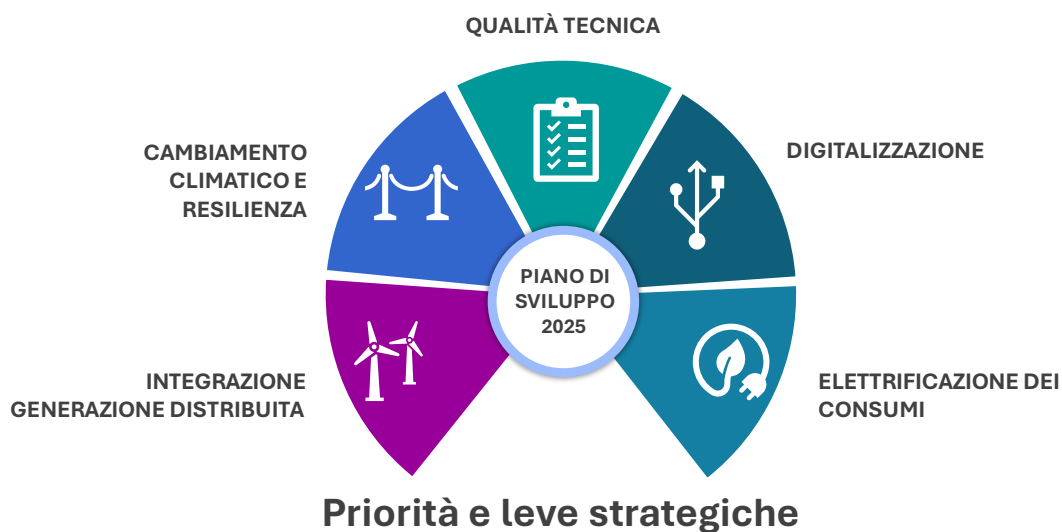 QUALITÀ TECNICA
CAMBIAMENTO
CLIMATICO E
RESILIENZA
DIGITALIZZAZIONE
PIANO DI
SVILUPPO
2025
INTEGRAZIONE
GENERAZIONE DISTRIBUITA
ELETTRIFICAZIONE DEI
CONSUMI
Priorità e leve strategiche